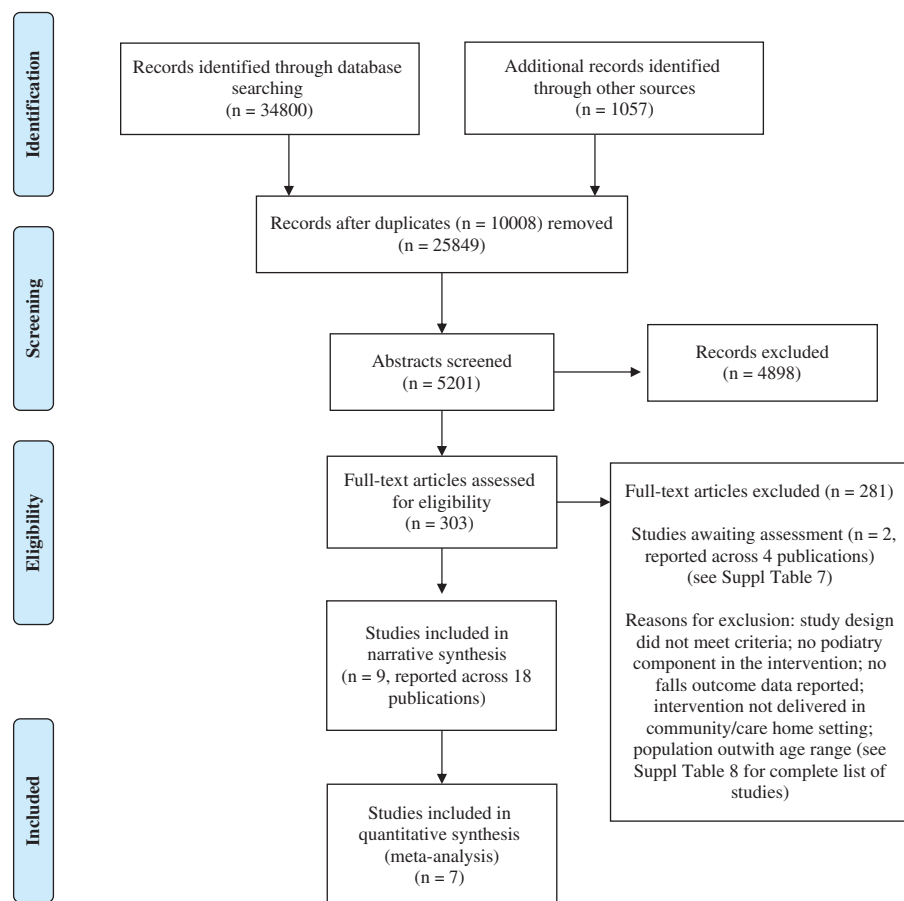 Identification
Records identified through database
searching
(n = 34800)
Additional records identified
through other sources
(n = 1057)
Records after duplicates (n = 10008) removed
(n = 25849)
Screening
Abstracts screened
(n = 5201)
Records excluded
(n = 4898)
Eligibility
Full-text articles assessed
for eligibility
(n = 303)
Full-text articles excluded (n = 281)
Studies awaiting assessment (n = 2,
reported across 4 publications)
(see Suppl Table 7)
Reasons for exclusion: study design
did not meet criteria; no podiatry
component in the intervention; no
falls outcome data reported;
intervention not delivered in
community/care home setting;
population outwith age range (see
Suppl Table 8 for complete list of
studies)
Studies included in
narrative synthesis
(n = 9, reported across 18
publications)
Included
Studies included in
quantitative synthesis
(meta-analysis)
n = 7)